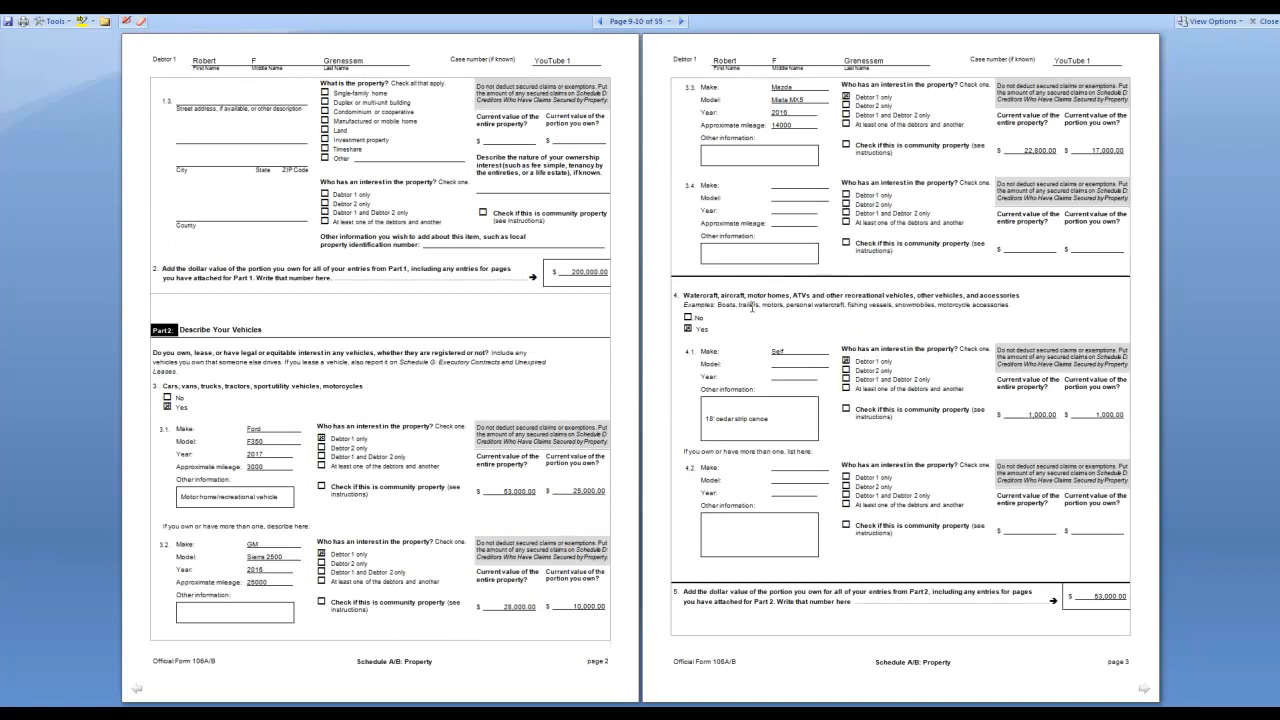 Tools
Page 9-10 of 55
View Options
Close
Debtor 1 Robert F Grenessem Case number (if known) YouTube 1
First Name Middle Name Last Name
1.3.
Street address, if available, or other description
City State ZIP Code
County
What is the property? Check all that apply.
Single-family home
Duplex or multi-unit building
Condominium or cooperative
Manufactured or mobile home
Land
Investment property
Timeshare
Other
Who has an interest in the property? Check one.
Debtor 1 only
Debtor 2 only
Debtor 1 and Debtor 2 only
At least one of the debtors and another
Other information you wish to add about this item, such as local
property identification number:
Do not deduct secured claims or exemptions. Put
the amount of any secured claims on Schedule D:
Creditors Who Have Claims Secured by Property.
Current value of the entire property? Current value of the portion you own?
$ $
Describe the nature of your ownership
interest (such as fee simple, tenancy by
the entireties, or a life estate), if known.
Check if this is community property
(see instructions)
2. Add the dollar value of the portion you own for all of your entries from Part 1, including any entries for pages
you have attached for Part 1. Write that number here. $ 200,000.00
Part 2: Describe Your Vehicles
Do you own, lease, or have legal or equitable interest in any vehicles, whether they are registered or not? Include any
vehicles you own that someone else drives. If you lease a vehicle, also report it on Schedule G: Executory Contracts and Unexpired
Leases.
3. Cars, vans, trucks, tractors, sport utility vehicles, motorcycles
No
Yes
3.1. Make: Ford
Model: F350
Year: 2017
Approximate mileage: 3000
Other information:
Motor home/recreational vehicle
Who has an interest in the property? Check one.
Debtor 1 only
Debtor 2 only
Debtor 1 and Debtor 2 only
At least one of the debtors and another
Check if this is community property (see
instructions)
Do not deduct secured claims or exemptions. Put
the amount of any secured claims on Schedule D:
Creditors Who Have Claims Secured by Property.
Current value of the entire property? Current value of the portion you own?
$ 53,000.00 $ 25,000.00
If you own or have more than one, describe here:
3.2. Make: GM
Model: Sierra 2500
Year: 2016
Approximate mileage: 25000
Other information:
Who has an interest in the property? Check one.
Debtor 1 only
Debtor 2 only
Debtor 1 and Debtor 2 only
At least one of the debtors and another
Check if this is community property (see
instructions)
Do not deduct secured claims or exemptions. Put
the amount of any secured claims on Schedule D:
Creditors Who Have Claims Secured by Property.
Current value of the entire property? Current value of the portion you own?
$ 28,000.00 $ 10,000.00
Official Form 106A/B Schedule A/B: Property page 2
Debtor 1 Robert F Grenessem Case number (if known) YouTube 1
First Name Middle Name Last Name
3.3. Make: Mazda
Model: Miata MX5
Year: 2016
Approximate mileage: 14000
Other information:
Who has an interest in the property? Check one.
Debtor 1 only
Debtor 2 only
Debtor 1 and Debtor 2 only
At least one of the debtors and another
Check if this is community property (see
instructions)
Do not deduct secured claims or exemptions. Put
the amount of any secured claims on Schedule D:
Creditors Who Have Claims Secured by Property.
Current value of the entire property? Current value of the portion you own?
$ 22,800.00 $ 17,000.00
3.4. Make:
Model:
Year:
Approximate mileage:
Other information:
Who has an interest in the property? Check one.
Debtor 1 only
Debtor 2 only
Debtor 1 and Debtor 2 only
At least one of the debtors and another
Check if this is community property (see
instructions)
Do not deduct secured claims or exemptions. Put
the amount of any secured claims on Schedule D:
Creditors Who Have Claims Secured by Property.
Current value of the entire property? Current value of the portion you own?
$ $
4. Watercraft, aircraft, motor homes, ATVs and other recreational vehicles, other vehicles, and accessories
Examples: Boats, trailers, motors, personal watercraft, fishing vessels, snowmobiles, motorcycle accessories
No
Yes
4.1. Make: Self
Model:
Year:
Other information:
18' cedar strip canoe
Who has an interest in the property? Check one.
Debtor 1 only
Debtor 2 only
Debtor 1 and Debtor 2 only
At least one of the debtors and another
Check if this is community property (see
instructions)
Do not deduct secured claims or exemptions. Put
the amount of any secured claims on Schedule D:
Creditors Who Have Claims Secured by Property.
Current value of the entire property? Current value of the portion you own?
$ 1,000.00 $ 1,000.00
If you own or have more than one, list here:
4.2. Make:
Model:
Year:
Other information:
Who has an interest in the property? Check one.
Debtor 1 only
Debtor 2 only
Debtor 1 and Debtor 2 only
At least one of the debtors and another
Check if this is community property (see
instructions)
Do not deduct secured claims or exemptions. Put
the amount of any secured claims on Schedule D:
Creditors Who Have Claims Secured by Property.
Current value of the entire property? Current value of the portion you own?
$ $
5. Add the dollar value of the portion you own for all of your entries from Part 2, including any entries for pages
you have attached for Part 2. Write that number here $ 53,000.00
Official Form 106A/B Schedule A/B: Property page 3